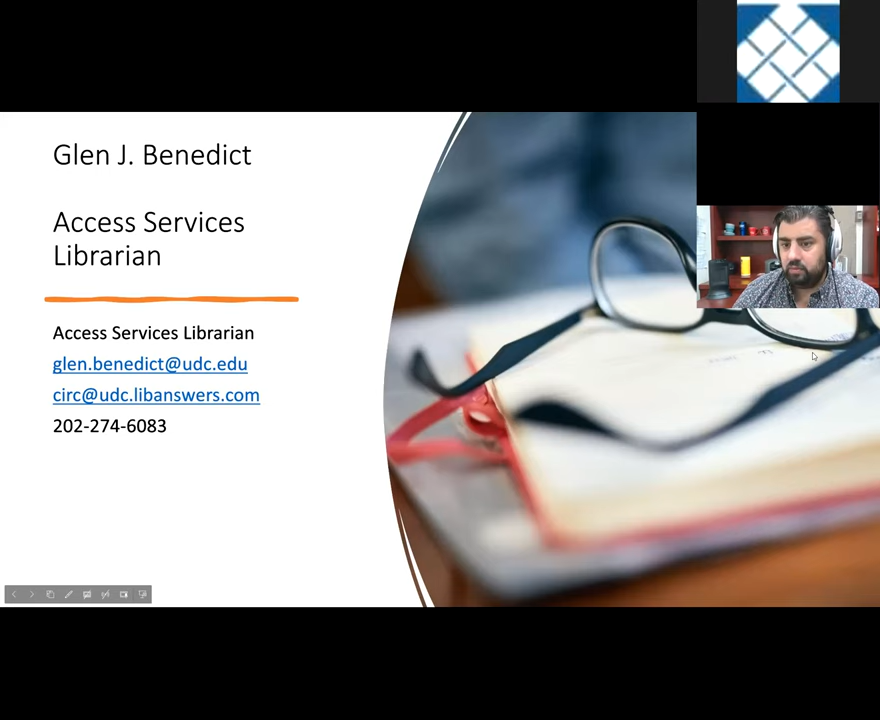 Glen J. Benedict
Access Services
Librarian
Access Services Librarian
glen.benedict@udc.edu
circ@udc.libanswers.com
202-274-6083